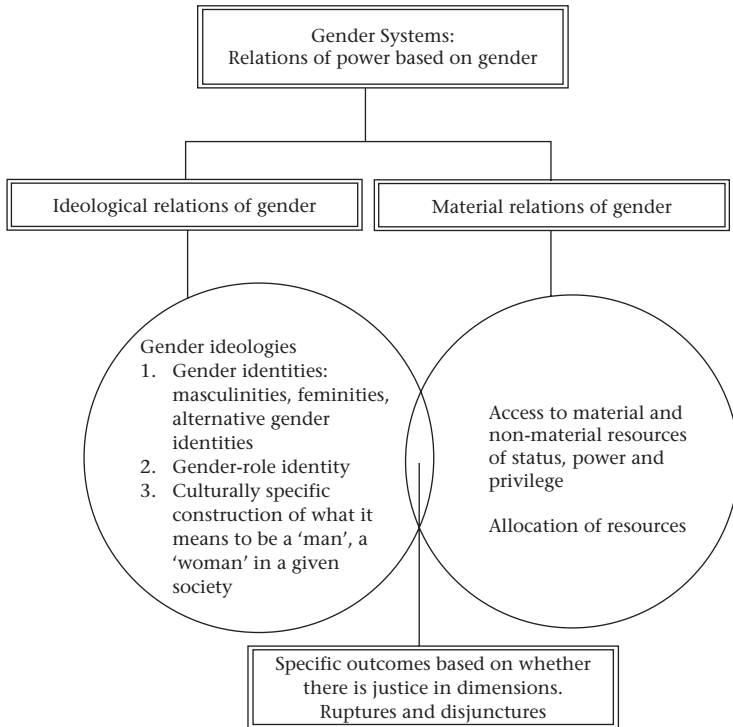 Gender Systems:
Relations of power based on gender
Ideological relations of gender
Material relations of gender
Gender ideologies
1. Gender identities:
masculinities, feminities,
alternative gender
identities
2. Gender-role identity
3. Culturally specific
construction of what it
means to be a ‘man’, a
‘woman’ in a given
society
Access to material and
non-material resources
of status, power and
privilege
Allocation of resources
Specific outcomes based on whether
there is justice in dimensions.
Ruptures and disjunctures